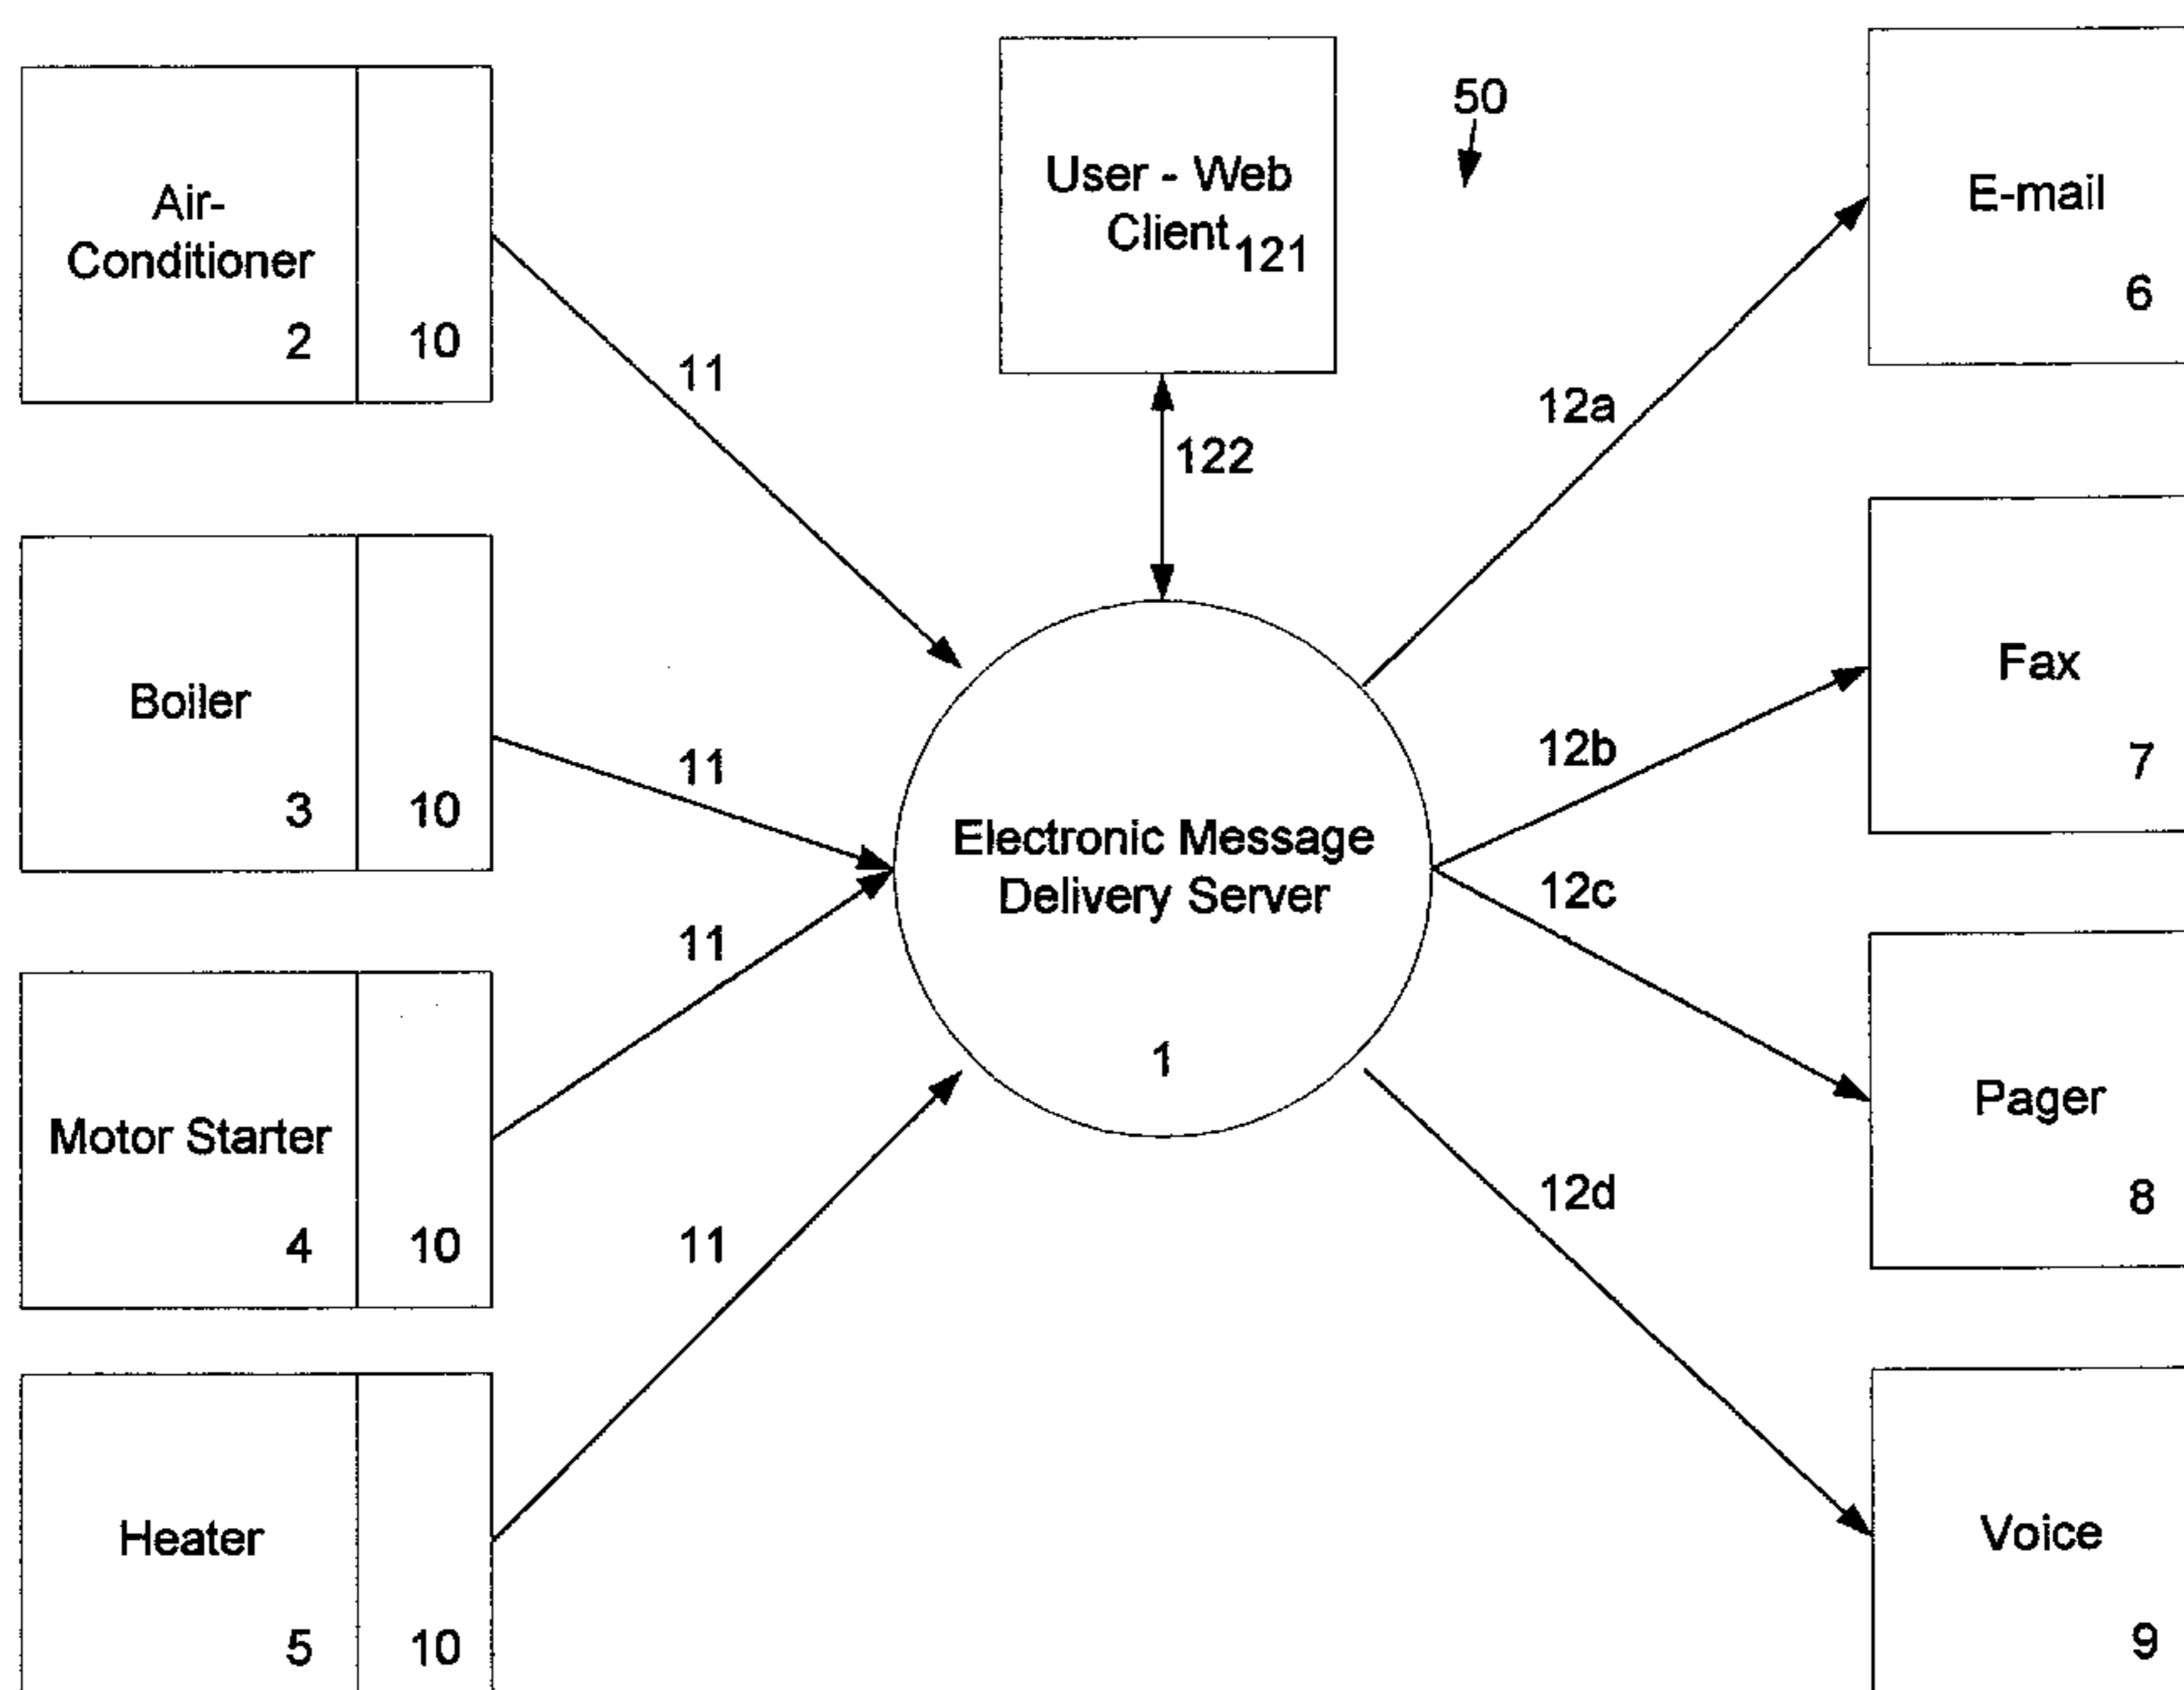 Air-
Conditioner
2
10
Boiler
3
10
Motor Starter
4
10
Heater
5
10
11
11
11
11
User - Web
Client
121
122
50
Electronic Message
Delivery Server
1
12a
12b
12c
12d
E-mail
6
Fax
7
Pager
8
Voice
9